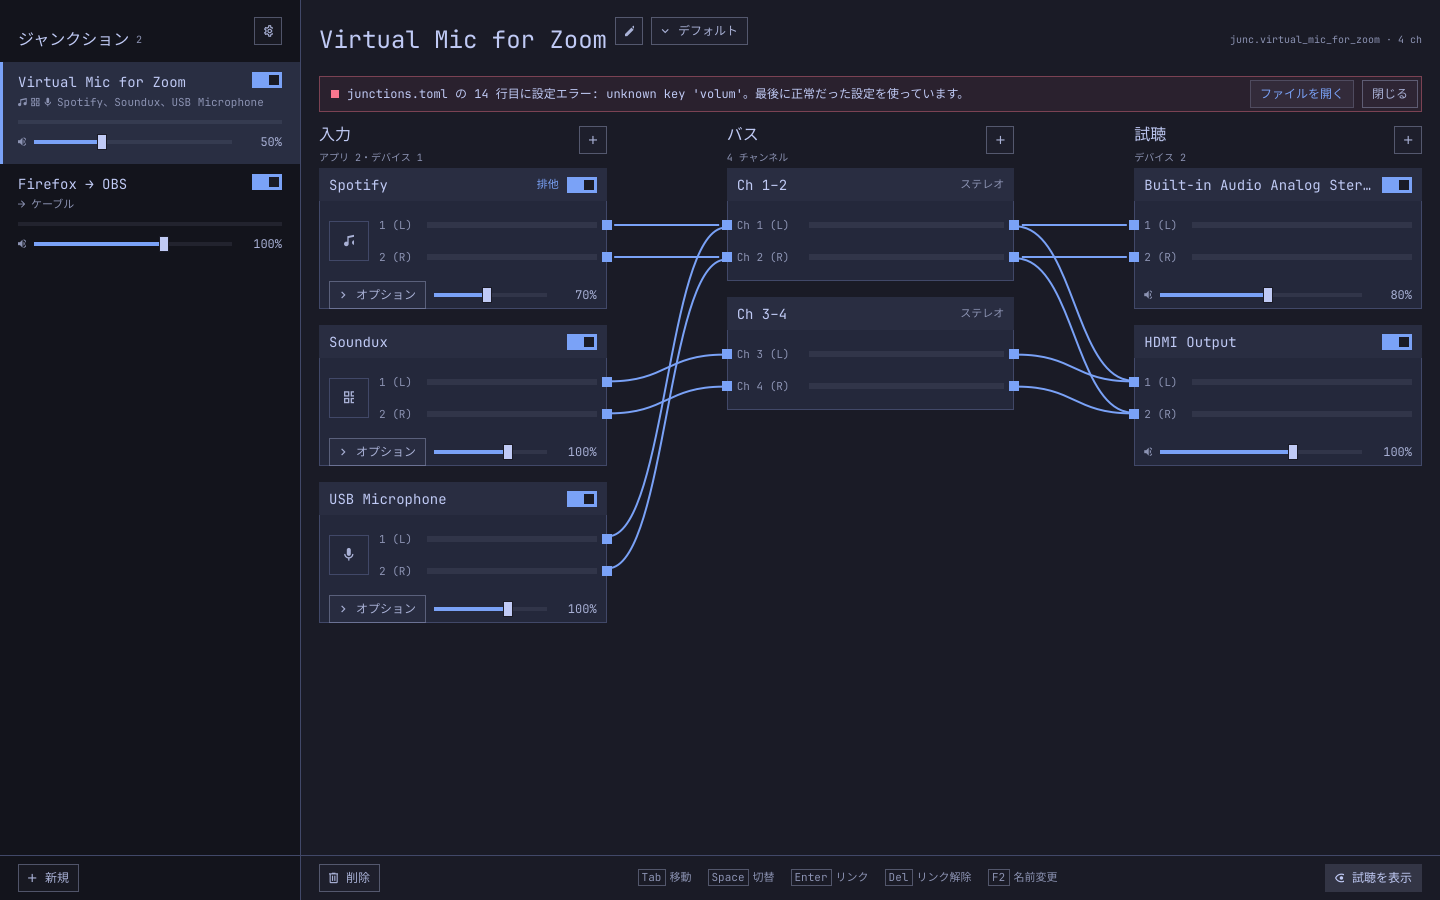 ジャンクション 2
Virtual Mic for Zoom
Spotify、Soundux、USB Microphone
50%
Firefox → OBS
→ ケーブル
100%
+ 新規
Virtual Mic for Zoom
デフォルト
junc.virtual_mic_for_zoom · 4 ch
junctions.toml の 14 行目に設定エラー: unknown key 'volum'。最後に正常だった設定を使っています。
ファイルを開く
閉じる
入力
アプリ 2・デバイス 1
+
Spotify
排他
1 (L)
2 (R)
オプション
70%
Soundux
1 (L)
2 (R)
オプション
100%
USB Microphone
1 (L)
2 (R)
オプション
100%
バス
4 チャンネル
+
Ch 1–2
ステレオ
Ch 1 (L)
Ch 2 (R)
Ch 3–4
ステレオ
Ch 3 (L)
Ch 4 (R)
試聴
デバイス 2
+
Built-in Audio Analog Ster…
1 (L)
2 (R)
80%
HDMI Output
1 (L)
2 (R)
100%
削除
Tab 移動 Space 切替 Enter リンク Del リンク解除 F2 名前変更
試聴を表示